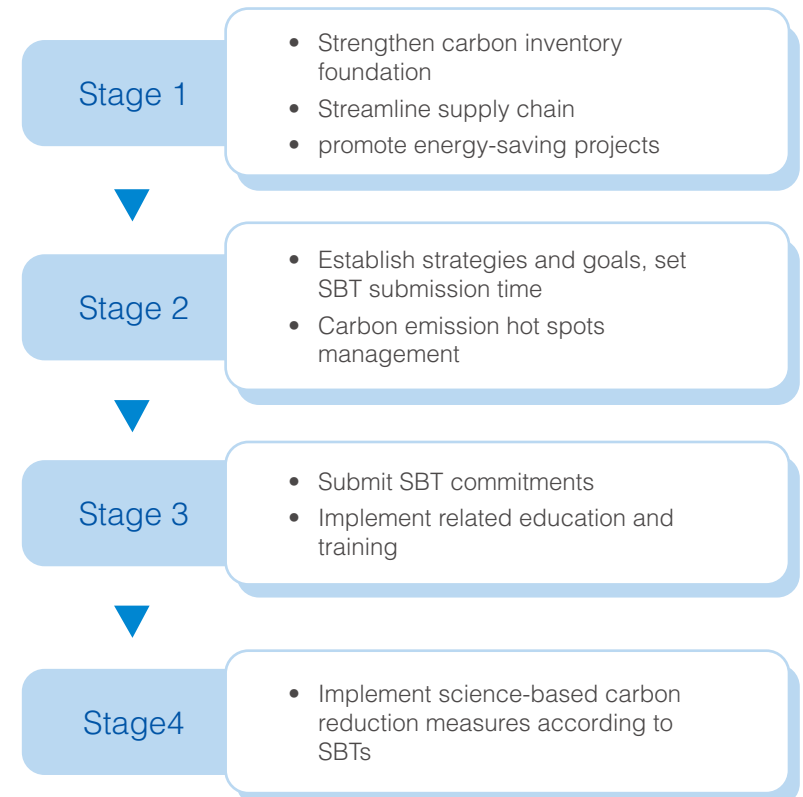 Stage 1
• Strengthen carbon inventory
foundation
• Streamline supply chain
• promote energy-saving projects
Stage 2
• Establish strategies and goals, set
SBT submission time
• Carbon emission hot spots
management
Stage 3
• Submit SBT commitments
• Implement related education and
training
Stage4
• Implement science-based carbon
reduction measures according to
SBTs